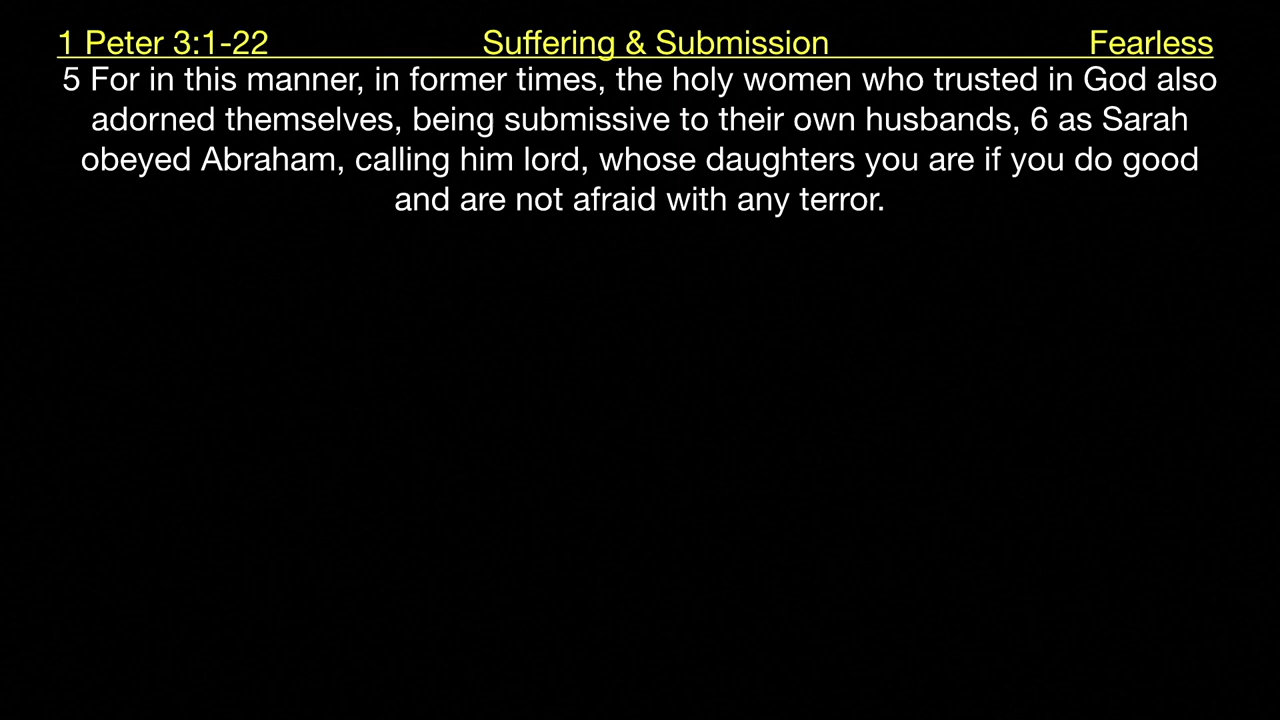 1 Peter 3:1-22 Suffering & Submission Fearless
5 For in this manner, in former times, the holy women who trusted in God also
adorned themselves, being submissive to their own husbands, 6 as Sarah
obeyed Abraham, calling him lord, whose daughters you are if you do good
and are not afraid with any terror.